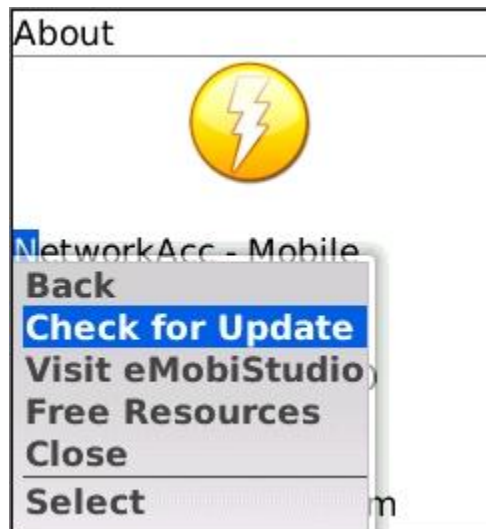 About
NetworkAcc - Mobile
Back
Check for Update
Visit eMobiStudio
Free Resources
Close
Select